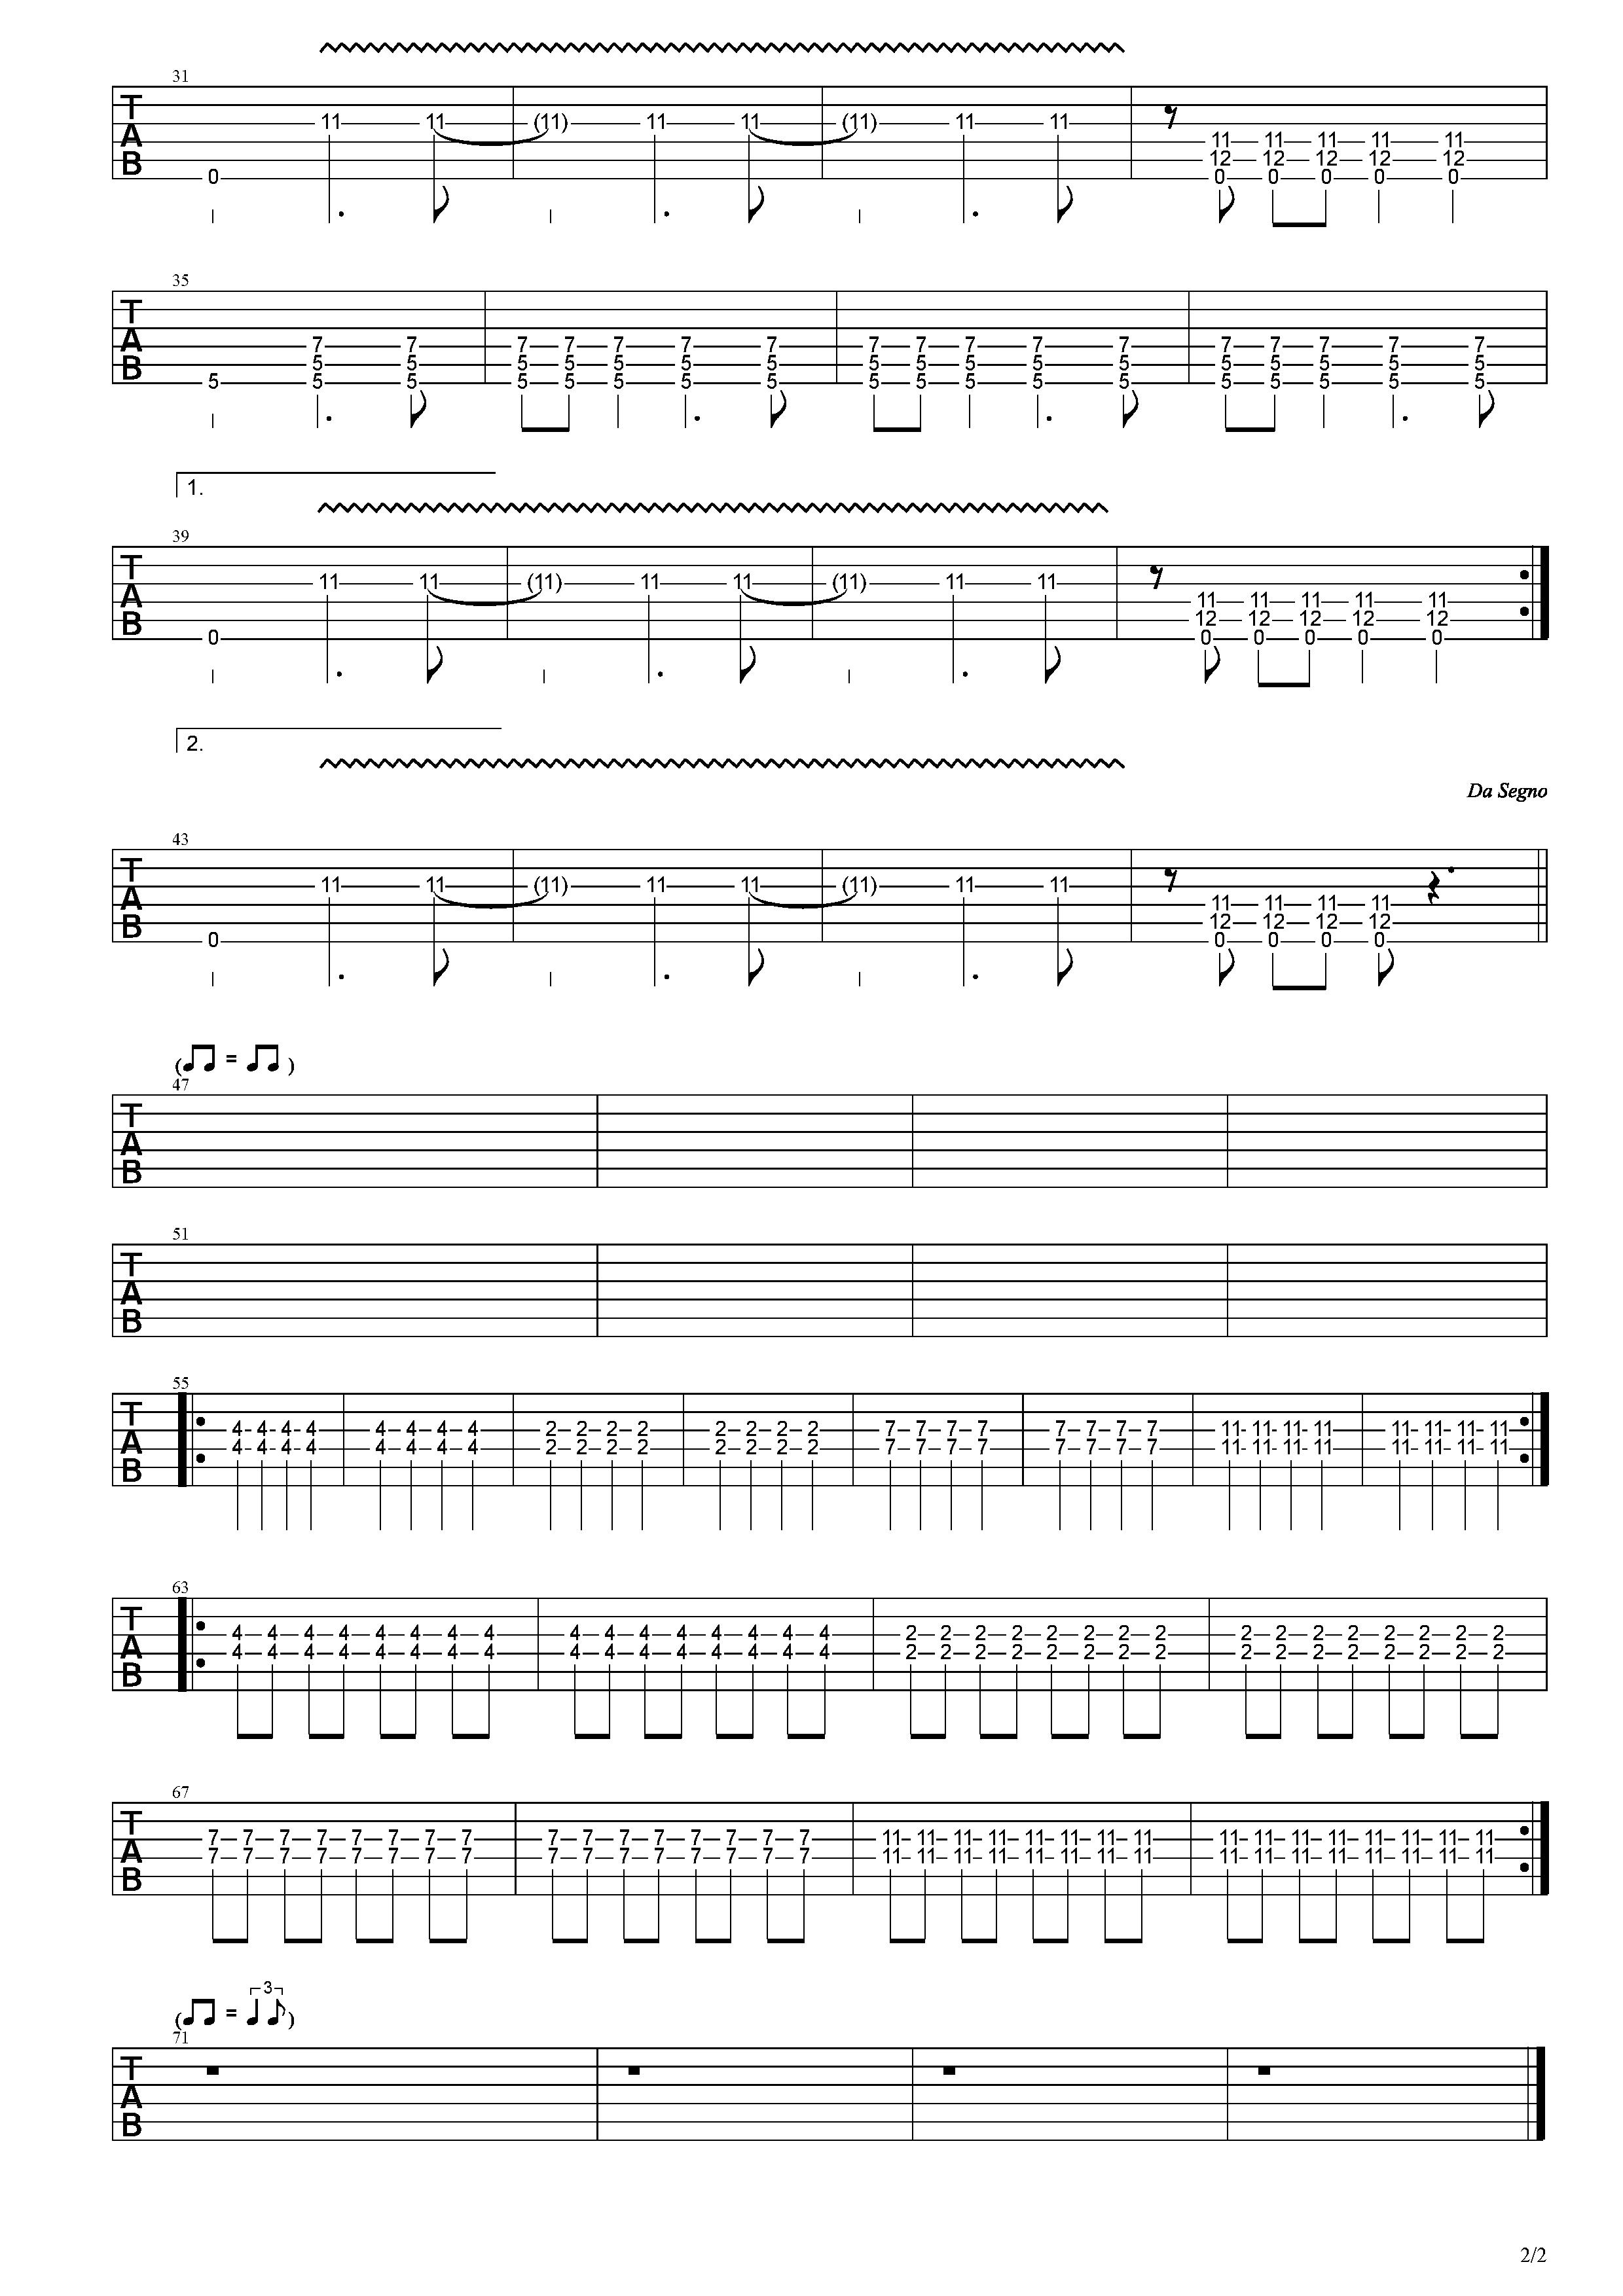 31
T 11 11 (11) 11 11 (11) 11 11
A 11 11 11 11 11
B 12 12 12 12 12
0 0 0 0 0 0
35
T
A 7 7 7 7 7 7 7 7 7 7 7 7 7 7 7 7 7
B 5 5 5 5 5 5 5 5 5 5 5 5 5 5 5 5 5
5 5 5 5 5 5 5 5 5 5 5 5 5 5 5 5 5 5
1.
39
T 11 11 (11) 11 11 (11) 11 11
A 11 11 11 11 11
B 12 12 12 12 12
0 0 0 0 0 0
2.
Da Segno
43
T 11 11 (11) 11 11 (11) 11 11
A 11 11 11 11
B 12 12 12 12
0 0 0 0 0
( = )
47
T
A
B
51
T
A
B
55
T 4 4 4 4 4 4 4 4 2 2 2 2 2 2 2 2 7 7 7 7 7 7 7 7 11 11 11 11 11 11 11 11
A 4 4 4 4 4 4 4 4 2 2 2 2 2 2 2 2 7 7 7 7 7 7 7 7 11 11 11 11 11 11 11 11
B
63
T 4 4 4 4 4 4 4 4 4 4 4 4 4 4 4 4 2 2 2 2 2 2 2 2 2 2 2 2 2 2 2 2
A 4 4 4 4 4 4 4 4 4 4 4 4 4 4 4 4 2 2 2 2 2 2 2 2 2 2 2 2 2 2 2 2
B
67
T 7 7 7 7 7 7 7 7 7 7 7 7 7 7 7 7 11 11 11 11 11 11 11 11 11 11 11 11 11 11 11 11
A 7 7 7 7 7 7 7 7 7 7 7 7 7 7 7 7 11 11 11 11 11 11 11 11 11 11 11 11 11 11 11 11
B
3
( = )
71
T
A
B
2/2